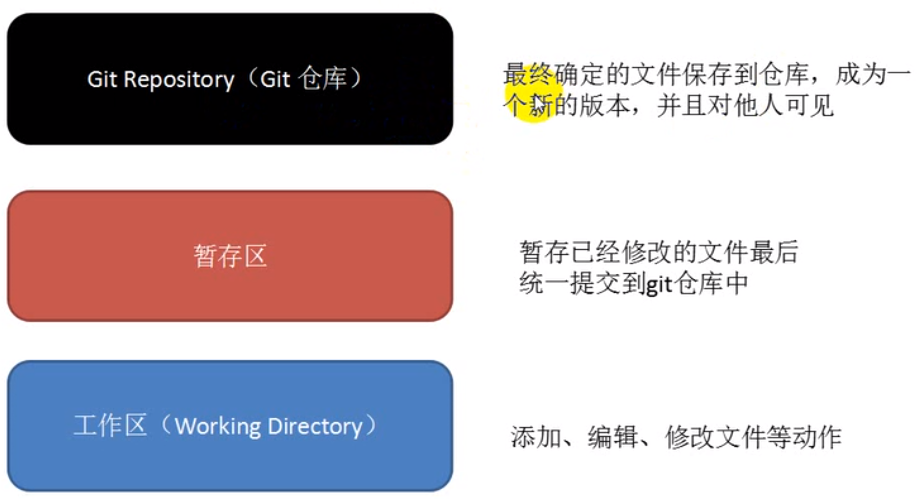 Git Repository（Git 仓库）
最终确定的文件保存到仓库，成为一
个新的版本，并且对他人可见
暂存区
暂存已经修改的文件最后
统一提交到git仓库中
工作区（Working Directory）
添加、编辑、修改文件等动作